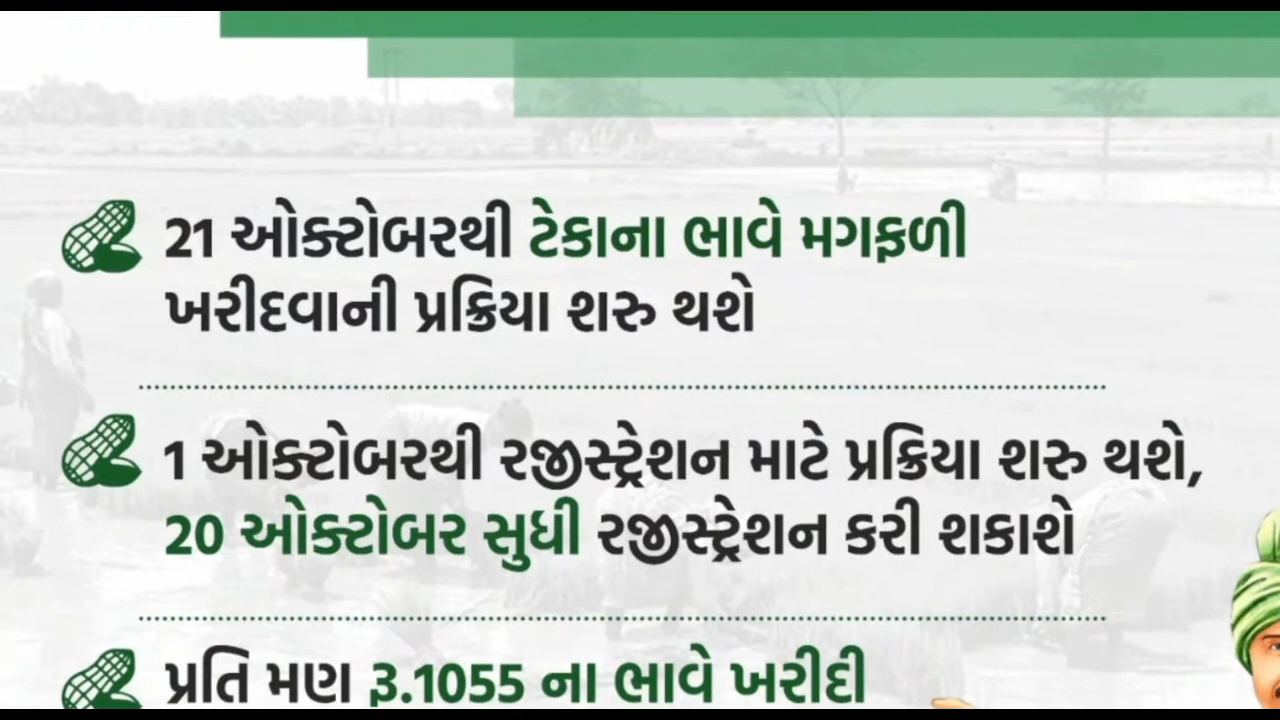 21 ઓક્ટોબરથી ટેકાના ભાવે મગફળી
ખરીદવાની પ્રક્રિયા શરુ થશે
1 ઓક્ટોબરથી રજીસ્ટ્રેશન માટે પ્રક્રિયા શરુ થશે,
20 ઓક્ટોબર સુધી રજીસ્ટ્રેશન કરી શકાશે
પ્રતિ મણ રૂ.1055 ના ભાવે ખરીદી